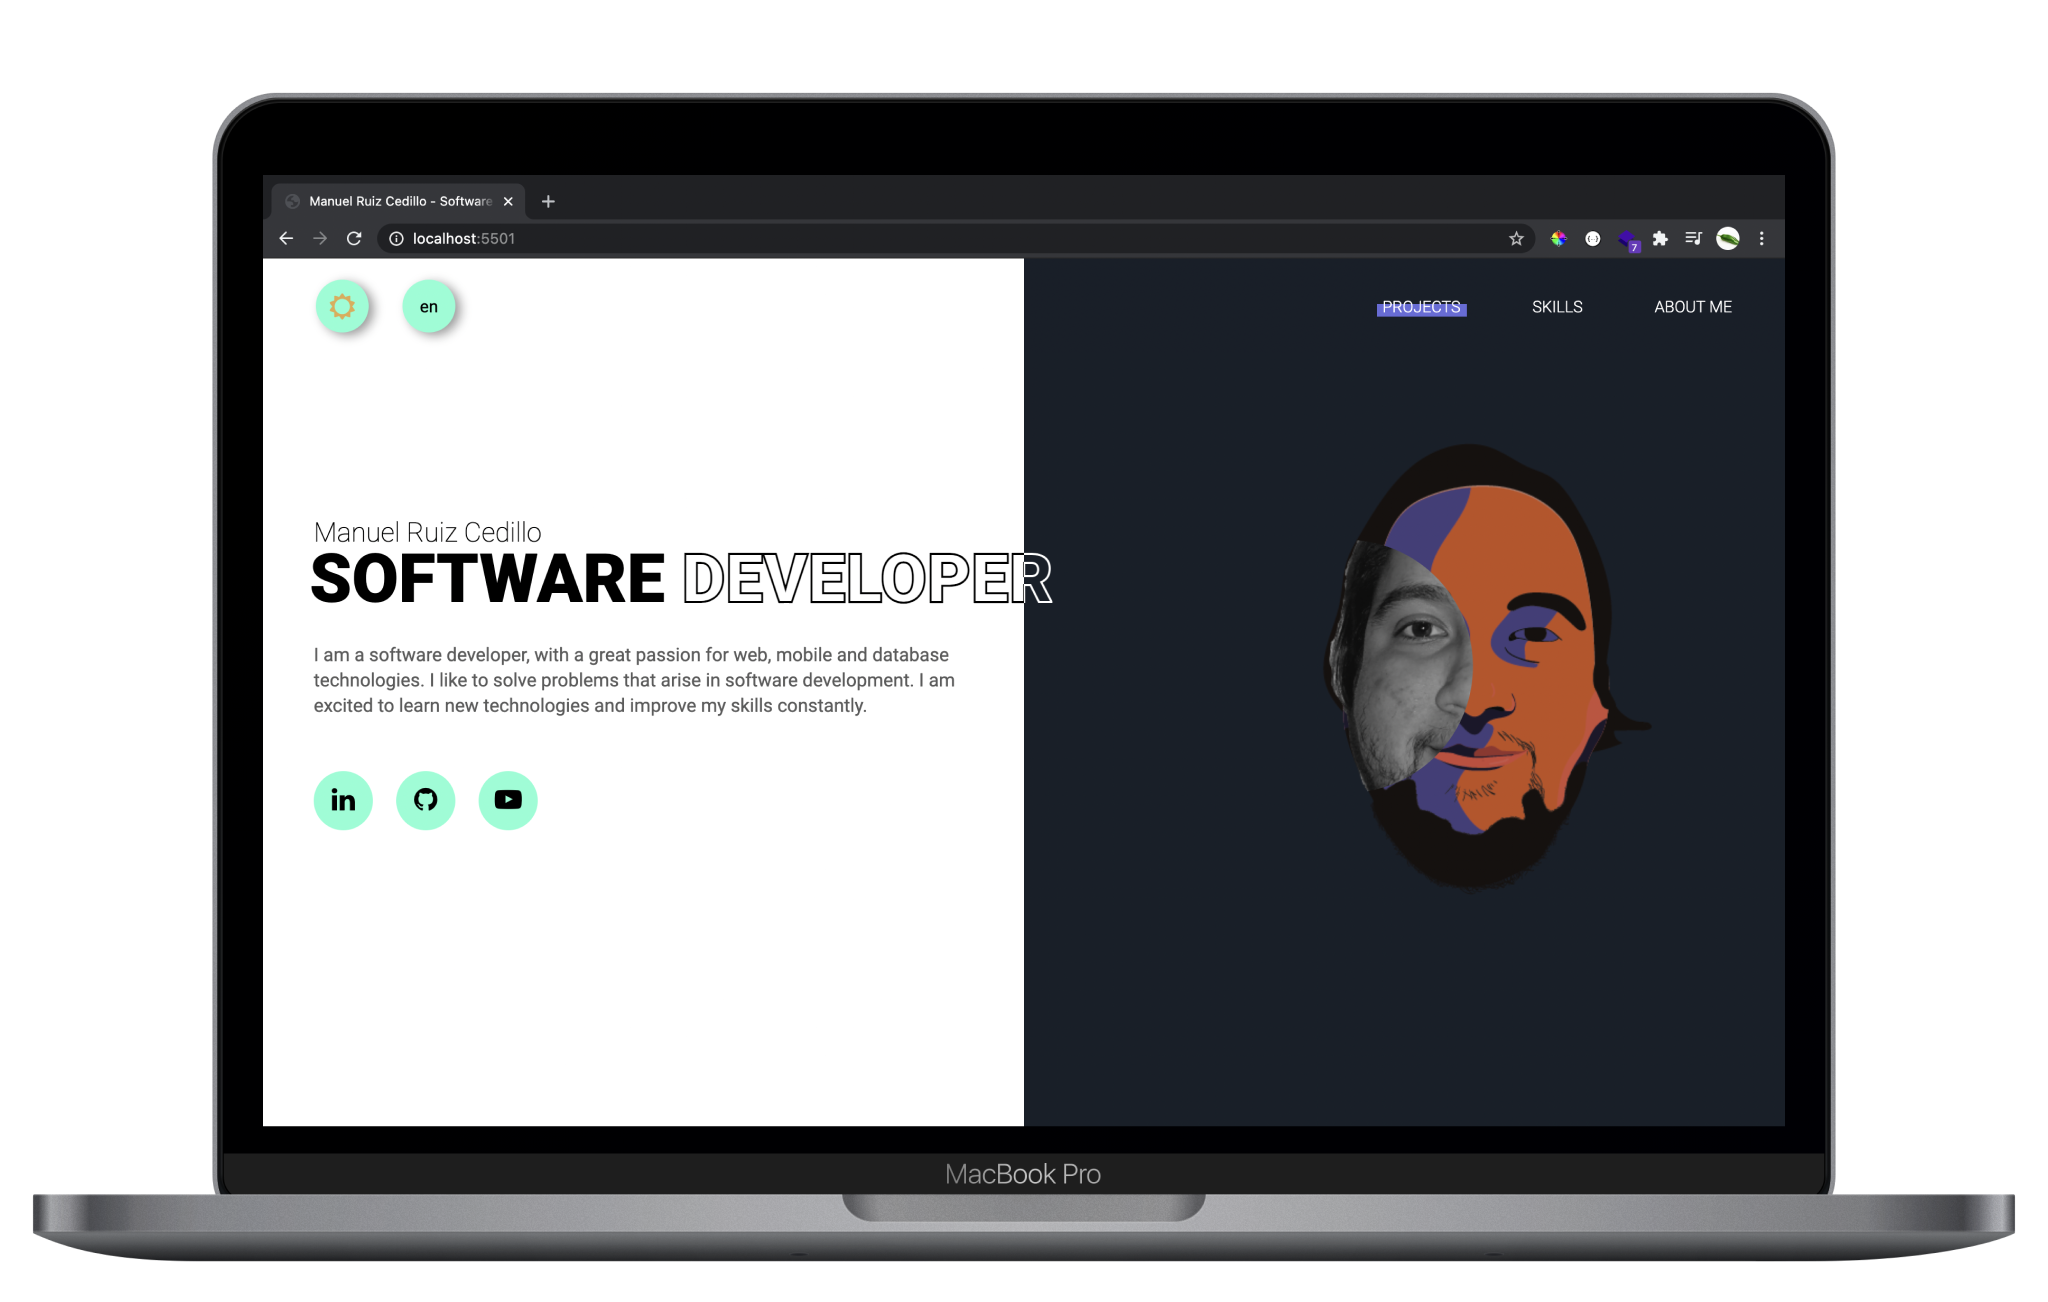 Manuel Ruiz Cedillo - Software
localhost:5501
7
en
PROJECTS SKILLS ABOUT ME
Manuel Ruiz Cedillo
SOFTWARE DEVELOPER
I am a software developer, with a great passion for web, mobile and database
technologies. I like to solve problems that arise in software development. I am
excited to learn new technologies and improve my skills constantly.
in
MacBook Pro